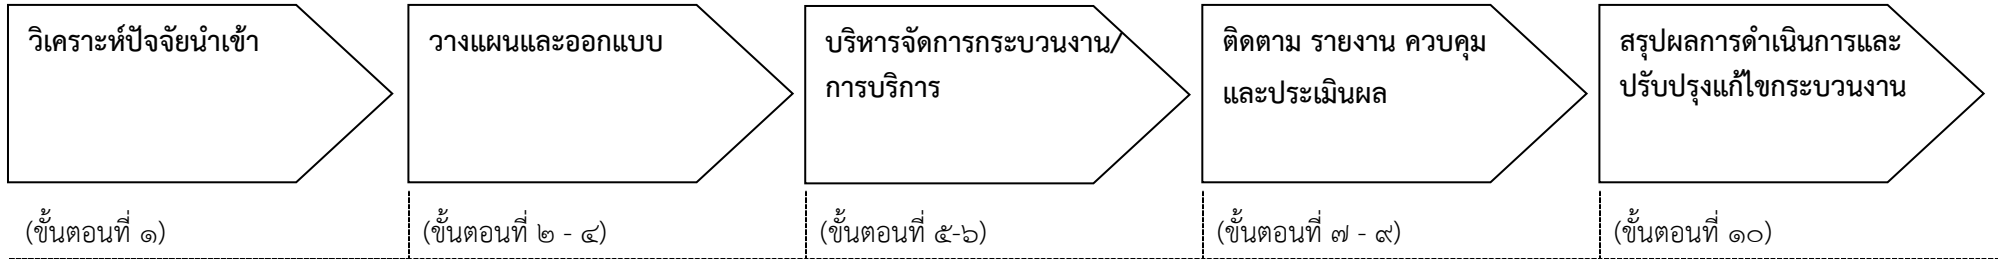 วิเคราะห์ปัจจัยนำเข้า
วางแผนและออกแบบ
บริหารจัดการกระบวนงาน/
การบริการ
ติดตาม รายงาน ควบคุม
และประเมินผล
สรุปผลการดำเนินการและ
ปรับปรุงแก้ไขกระบวนงาน
(ขั้นตอนที่ ๑)
(ขั้นตอนที่ ๒ - ๔)
(ขั้นตอนที่ ๕-๖)
(ขั้นตอนที่ ๗ - ๙)
(ขั้นตอนที่ ๑๐)